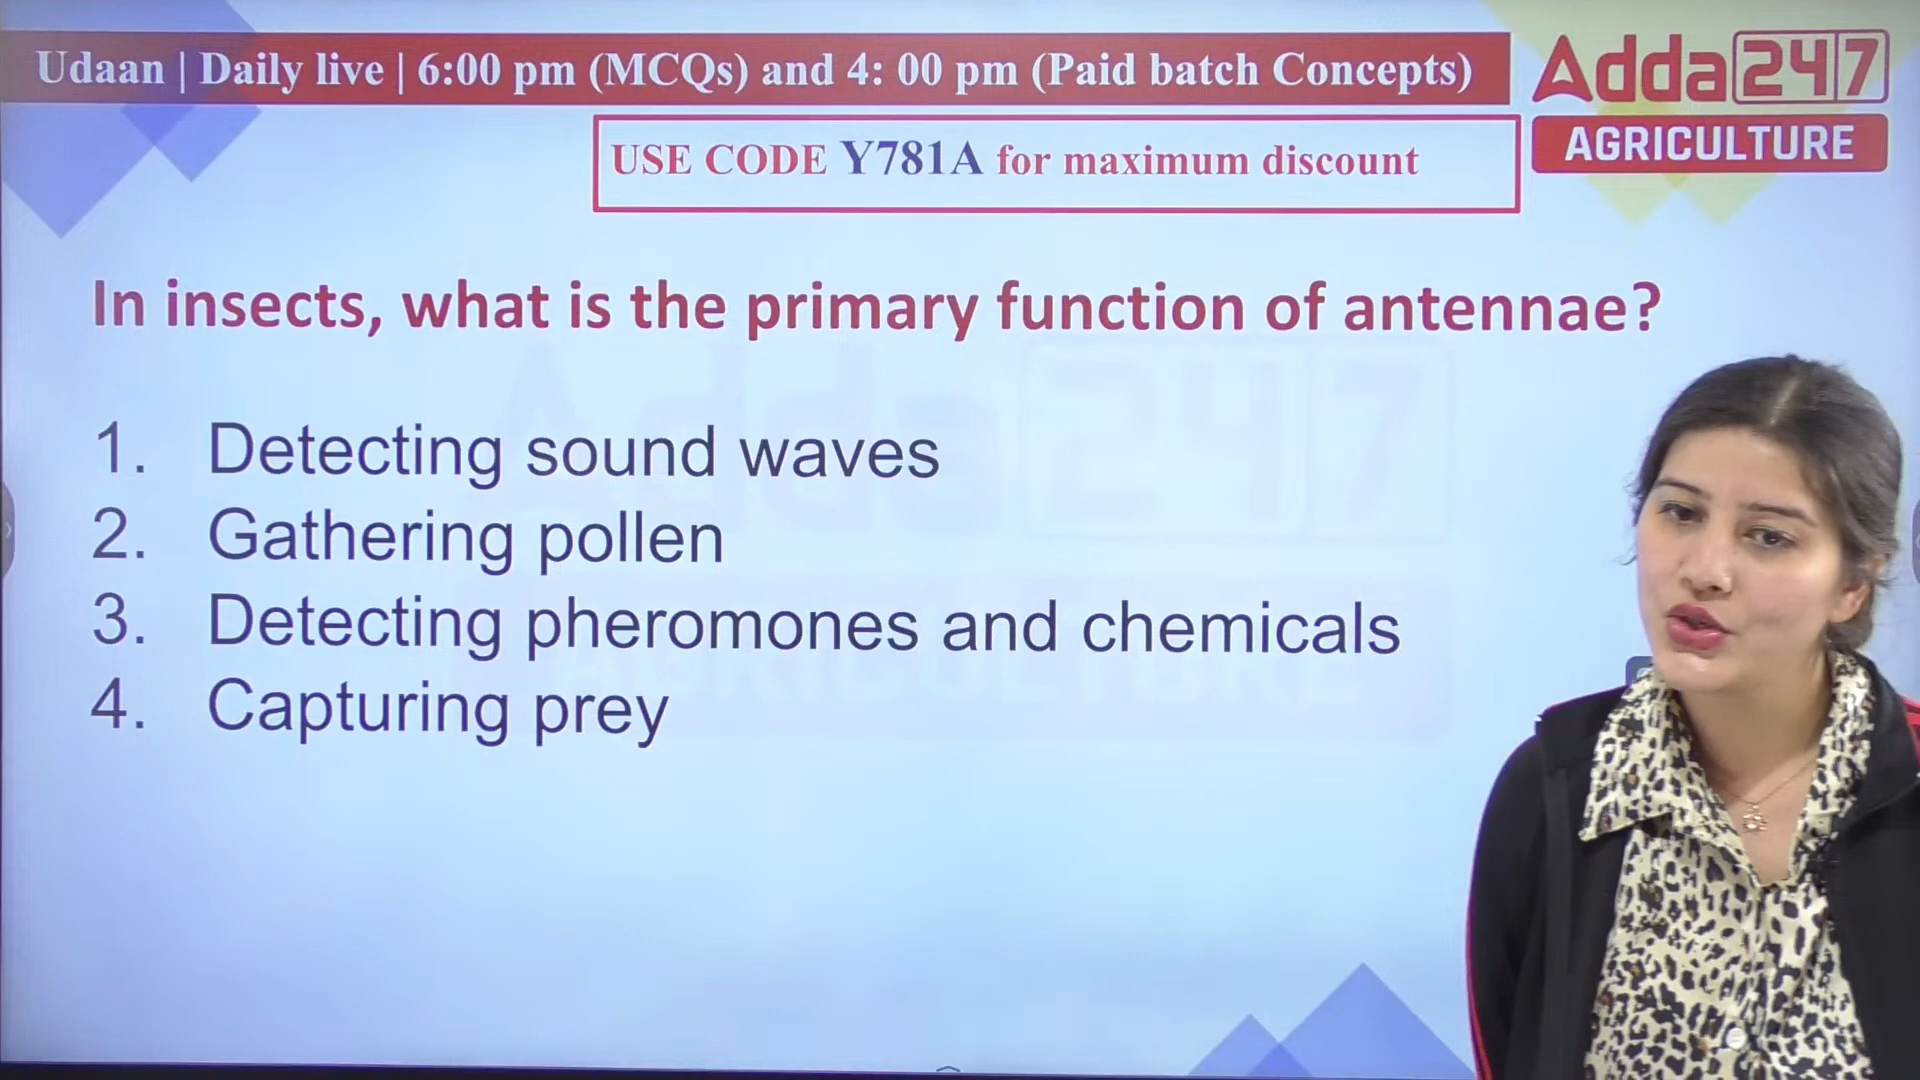 Udaan | Daily live | 6:00 pm (MCQs) and 4: 00 pm (Paid batch Concepts)
Adda247
AGRICULTURE
USE CODE Y781A for maximum discount
In insects, what is the primary function of antennae?
1. Detecting sound waves
2. Gathering pollen
3. Detecting pheromones and chemicals
4. Capturing prey
Adda247
AGRICULTURE